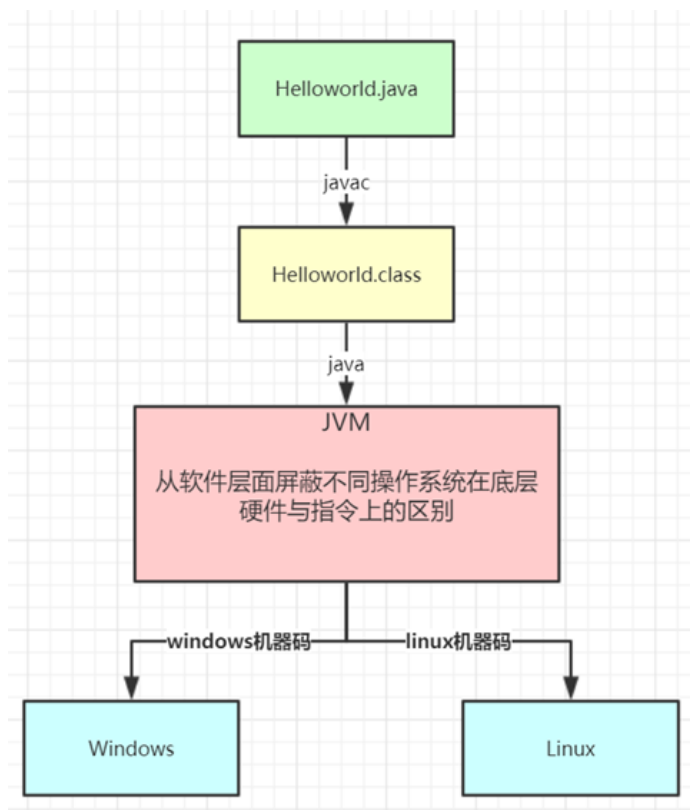 Helloworld.java
javac
Helloworld.class
java
JVM
从软件层面屏蔽不同操作系统在底层
硬件与指令上的区别
windows机器码
linux机器码
Windows
Linux